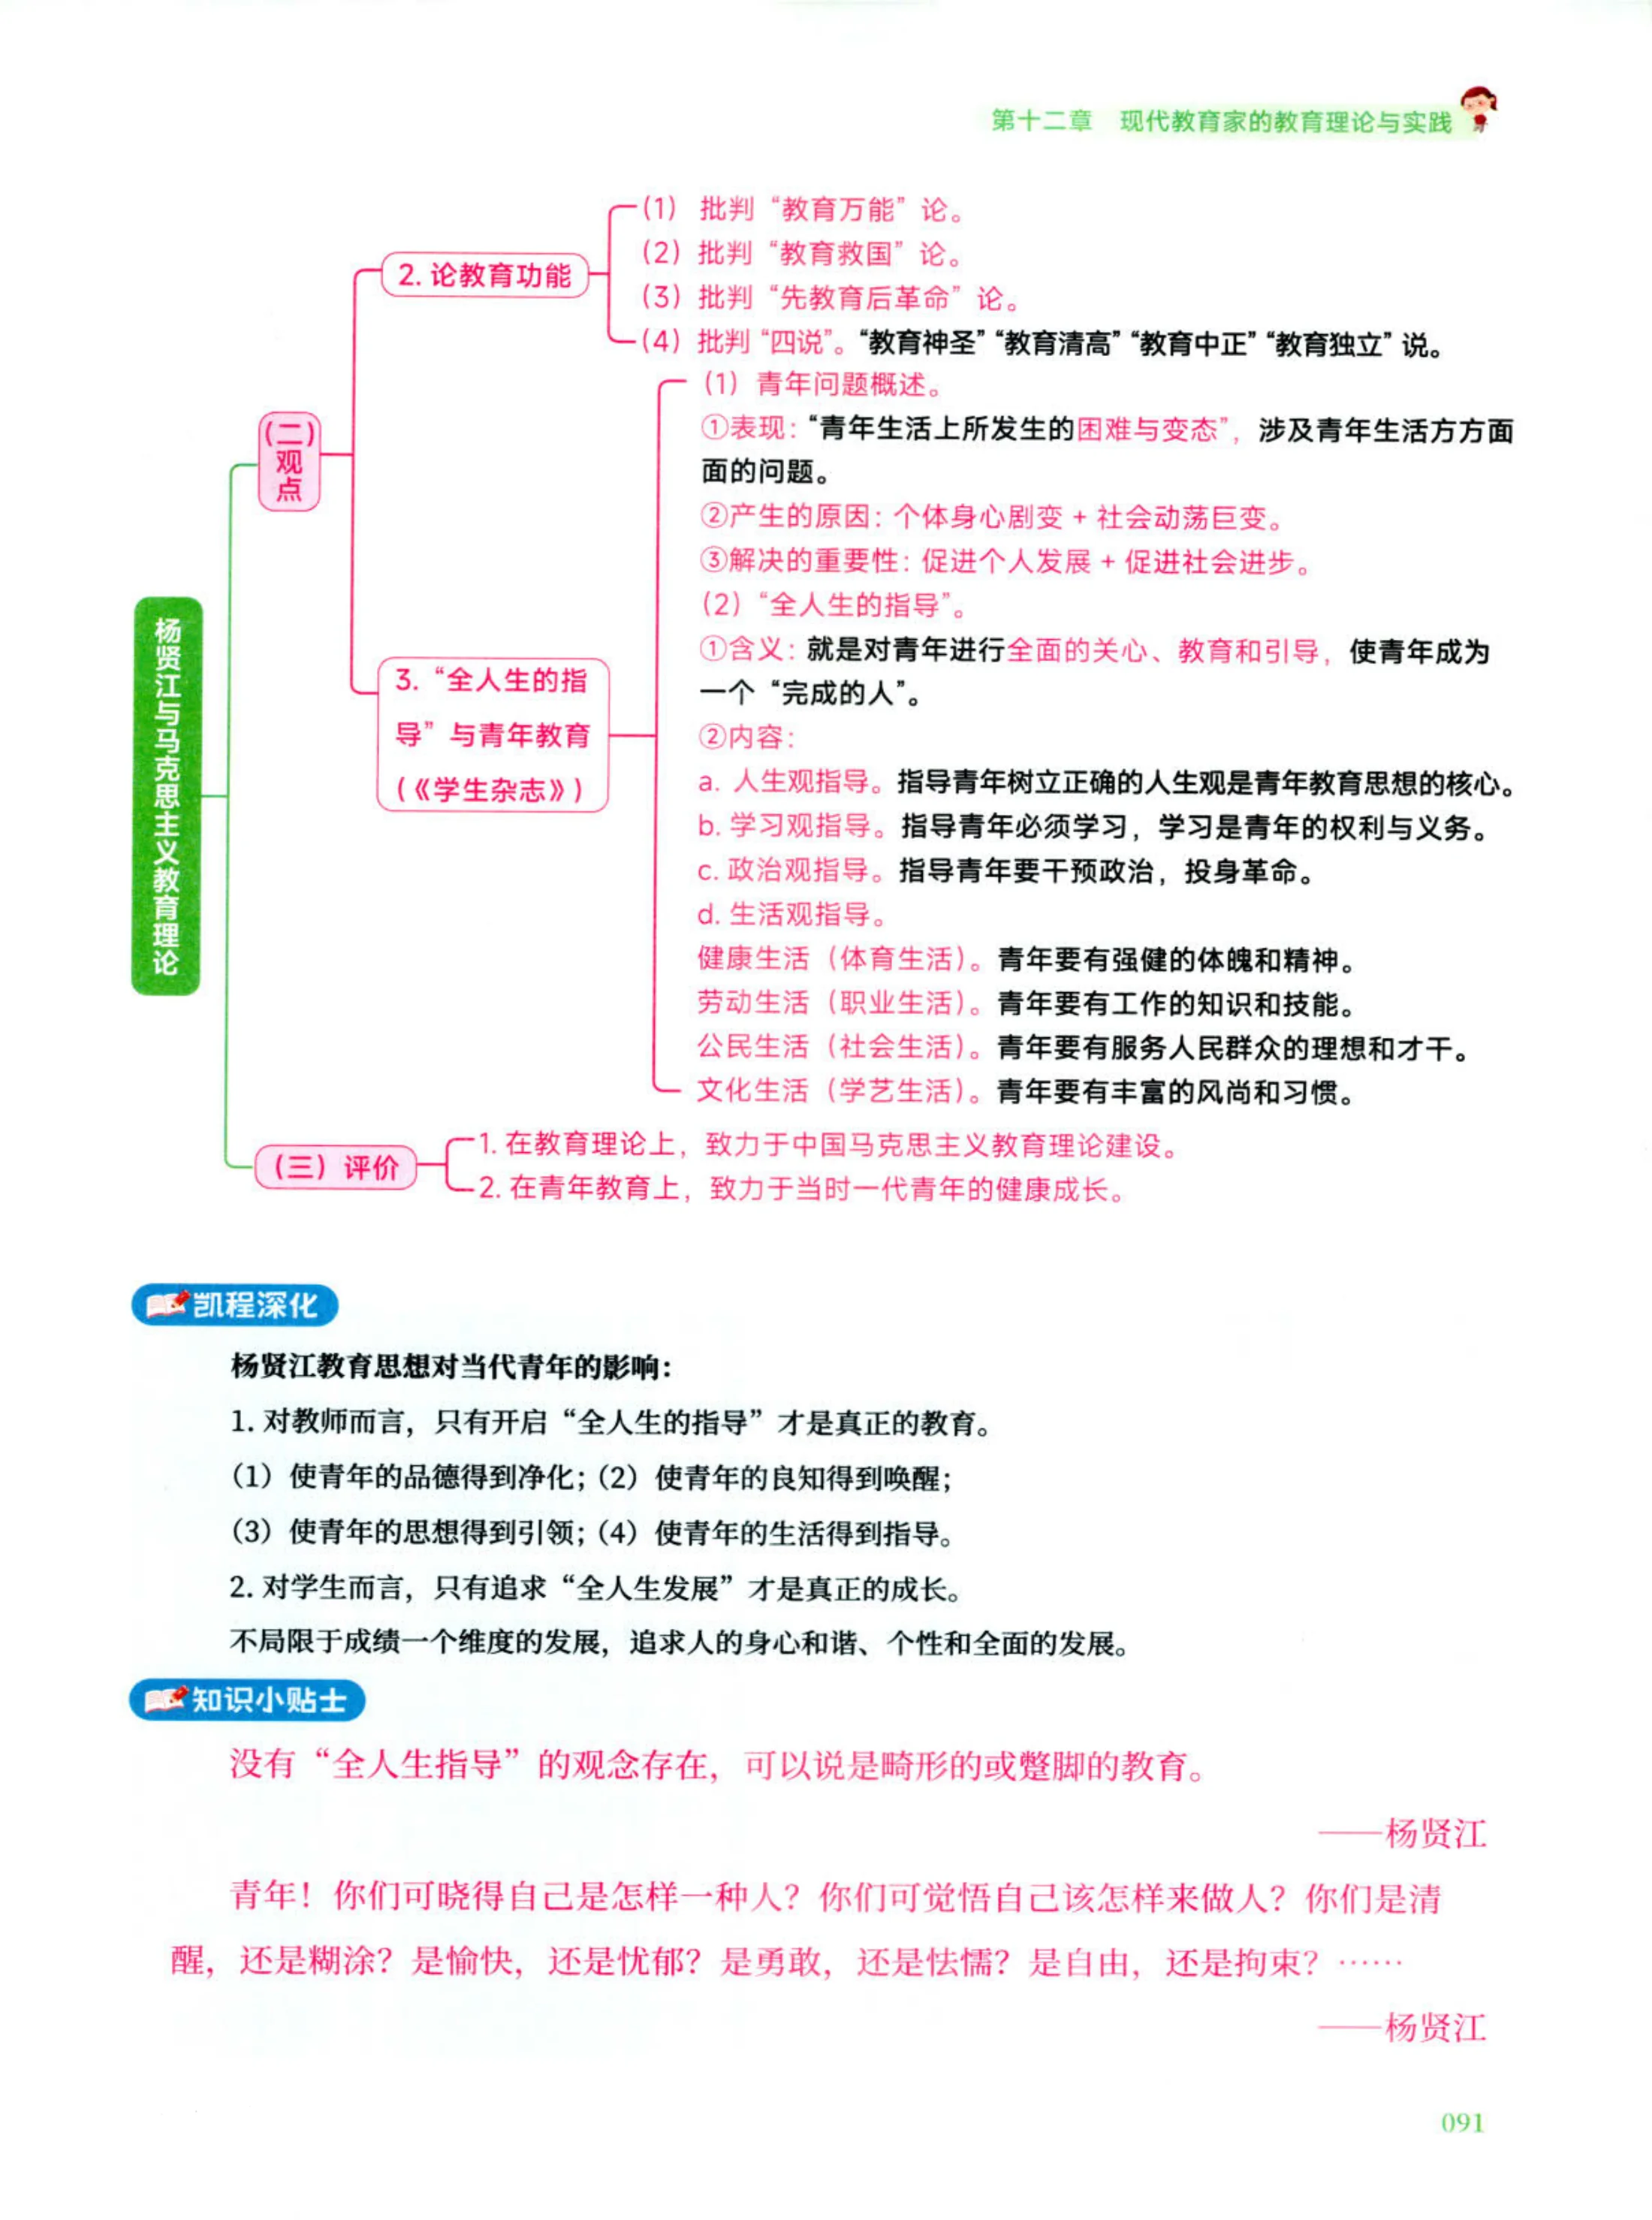 第十二章 现代教育家的教育理论与实践
杨贤江与马克思主义教育理论
(二)观点
2. 论教育功能
(1) 批判“教育万能”论。
(2) 批判“教育救国”论。
(3) 批判“先教育后革命”论。
(4) 批判“四说”。“教育神圣”“教育清高”“教育中正”“教育独立”说。
3.“全人生的指
导”与青年教育
(《学生杂志》)
(1) 青年问题概述。
①表现:“青年生活上所发生的困难与变态”,涉及青年生活方方面
面的问题。
②产生的原因:个体身心剧变 + 社会动荡巨变。
③解决的重要性:促进个人发展 + 促进社会进步。
(2)“全人生的指导”。
①含义:就是对青年进行全面的关心、教育和引导,使青年成为
一个“完成的人”。
②内容:
a. 人生观指导。指导青年树立正确的人生观是青年教育思想的核心。
b. 学习观指导。指导青年必须学习,学习是青年的权利与义务。
c. 政治观指导。指导青年要干预政治,投身革命。
d. 生活观指导。
健康生活(体育生活)。青年要有强健的体魄和精神。
劳动生活(职业生活)。青年要有工作的知识和技能。
公民生活(社会生活)。青年要有服务人民群众的理想和才干。
文化生活(学艺生活)。青年要有丰富的风尚和习惯。
(三)评价
1. 在教育理论上,致力于中国马克思主义教育理论建设。
2. 在青年教育上,致力于当时一代青年的健康成长。
凯程深化
杨贤江教育思想对当代青年的影响:
1. 对教师而言,只有开启“全人生的指导”才是真正的教育。
(1)使青年的品德得到净化;(2)使青年的良知得到唤醒;
(3)使青年的思想得到引领;(4)使青年的生活得到指导。
2. 对学生而言,只有追求“全人生发展”才是真正的成长。
不局限于成绩一个维度的发展,追求人的身心和谐、个性和全面的发展。
知识小贴士
没有“全人生指导”的观念存在,可以说是畸形的或蹩脚的教育。
——杨贤江
青年!你们可晓得自己是怎样一种人?你们可觉悟自己该怎样来做人?你们是清
醒,还是糊涂?是愉快,还是忧郁?是勇敢,还是怯懦?是自由,还是拘束?……
——杨贤江
091